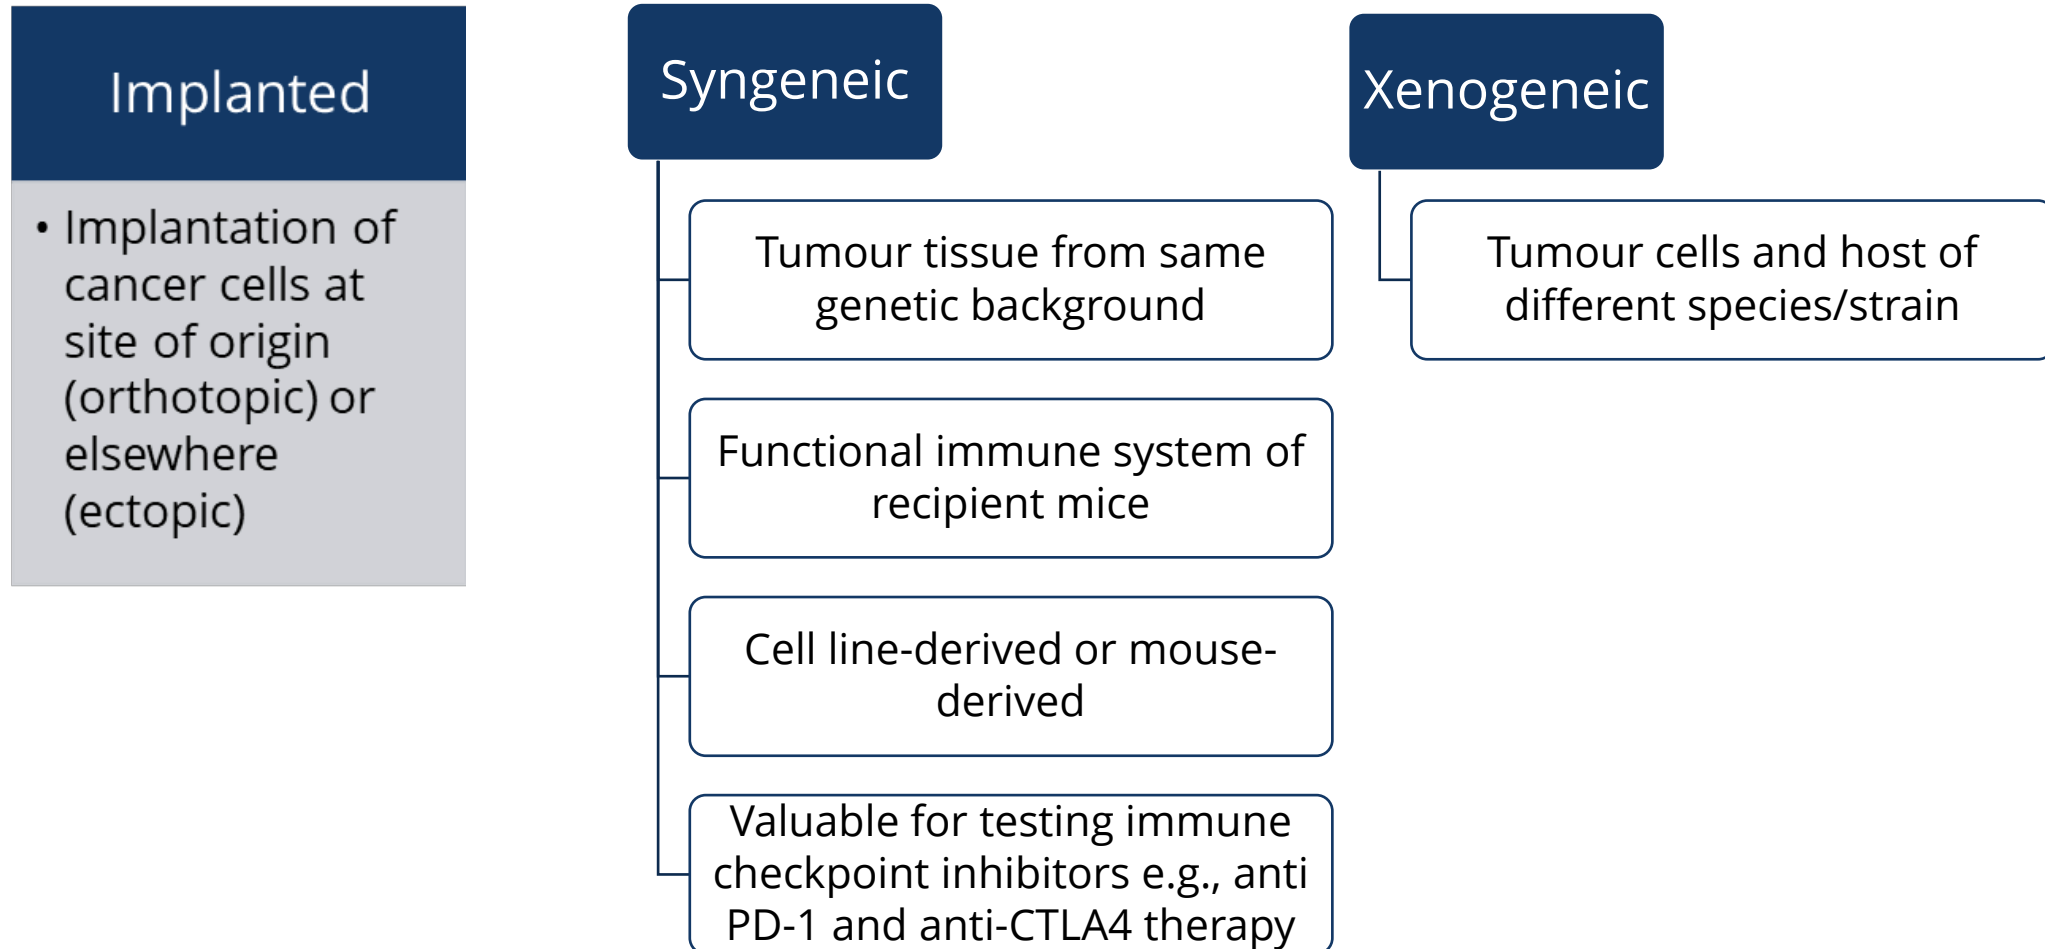 Implanted
• Implantation of
cancer cells at
site of origin
(orthotopic) or
elsewhere
(ectopic)
Syngeneic
Tumour tissue from same
genetic background
Functional immune system of
recipient mice
Cell line-derived or mouse-
derived
Valuable for testing immune
checkpoint inhibitors e.g., anti
PD-1 and anti-CTLA4 therapy
Xenogeneic
Tumour cells and host of
different species/strain